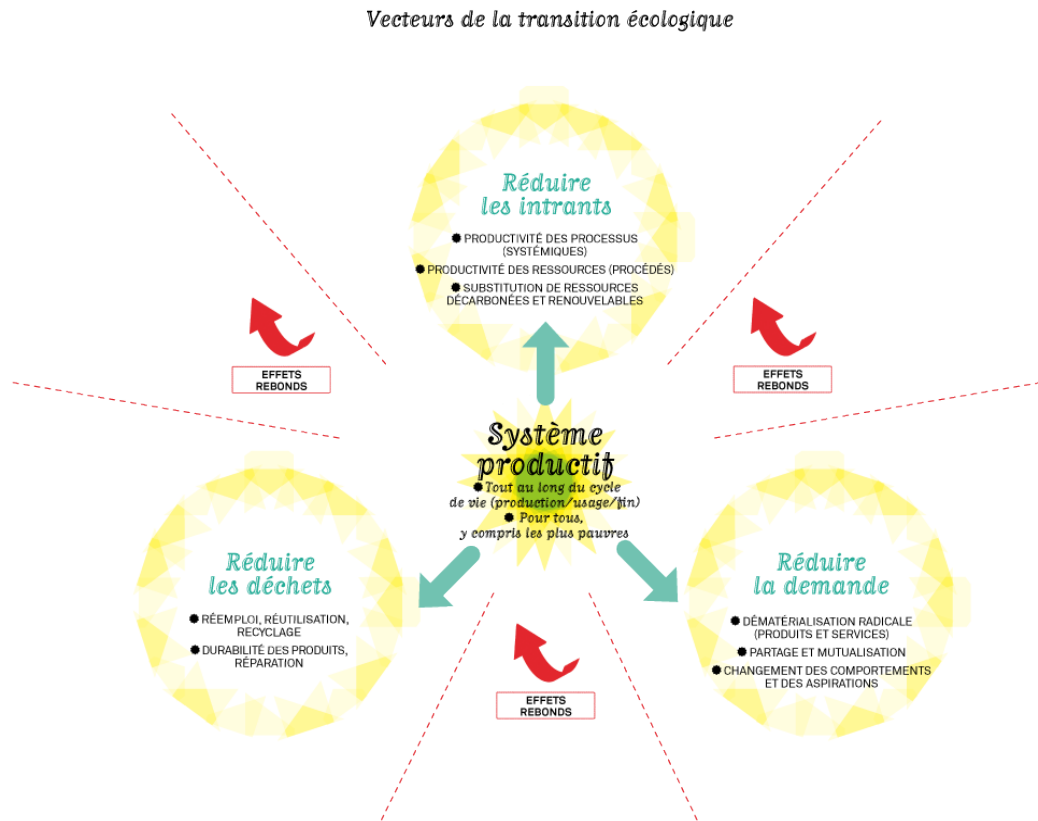 Vecteurs de la transition écologique
Réduire
les intrants
● PRODUCTIVITÉ DES PROCESSUS
(SYSTÉMIQUES)
● PRODUCTIVITÉ DES RESSOURCES (PROCÉDÉS)
● SUBSTITUTION DE RESSOURCES
DÉCARBONÉES ET RENOUVELABLES
EFFETS
REBONDS
EFFETS
REBONDS
Système
productif
● Tout au long du cycle
de vie (production/usage/fin)
● Pour tous,
y compris les plus pauvres
Réduire
les déchets
● RÉEMPLOI, RÉUTILISATION,
RECYCLAGE
● DURABILITÉ DES PRODUITS,
RÉPARATION
Réduire
la demande
● DÉMATÉRIALISATION RADICALE
(PRODUITS ET SERVICES)
● PARTAGE ET MUTUALISATION
● CHANGEMENT DES COMPORTEMENTS
ET DES ASPIRATIONS
EFFETS
REBONDS